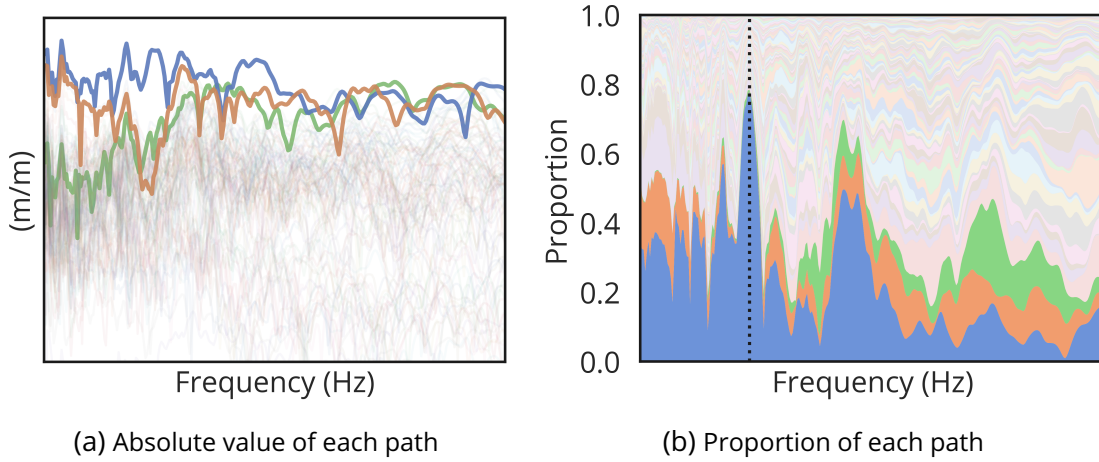 (m/m)
Frequency (Hz)
(a) Absolute value of each path
1.0
0.8
0.6
0.4
0.2
0.0
Proportion
Frequency (Hz)
(b) Proportion of each path